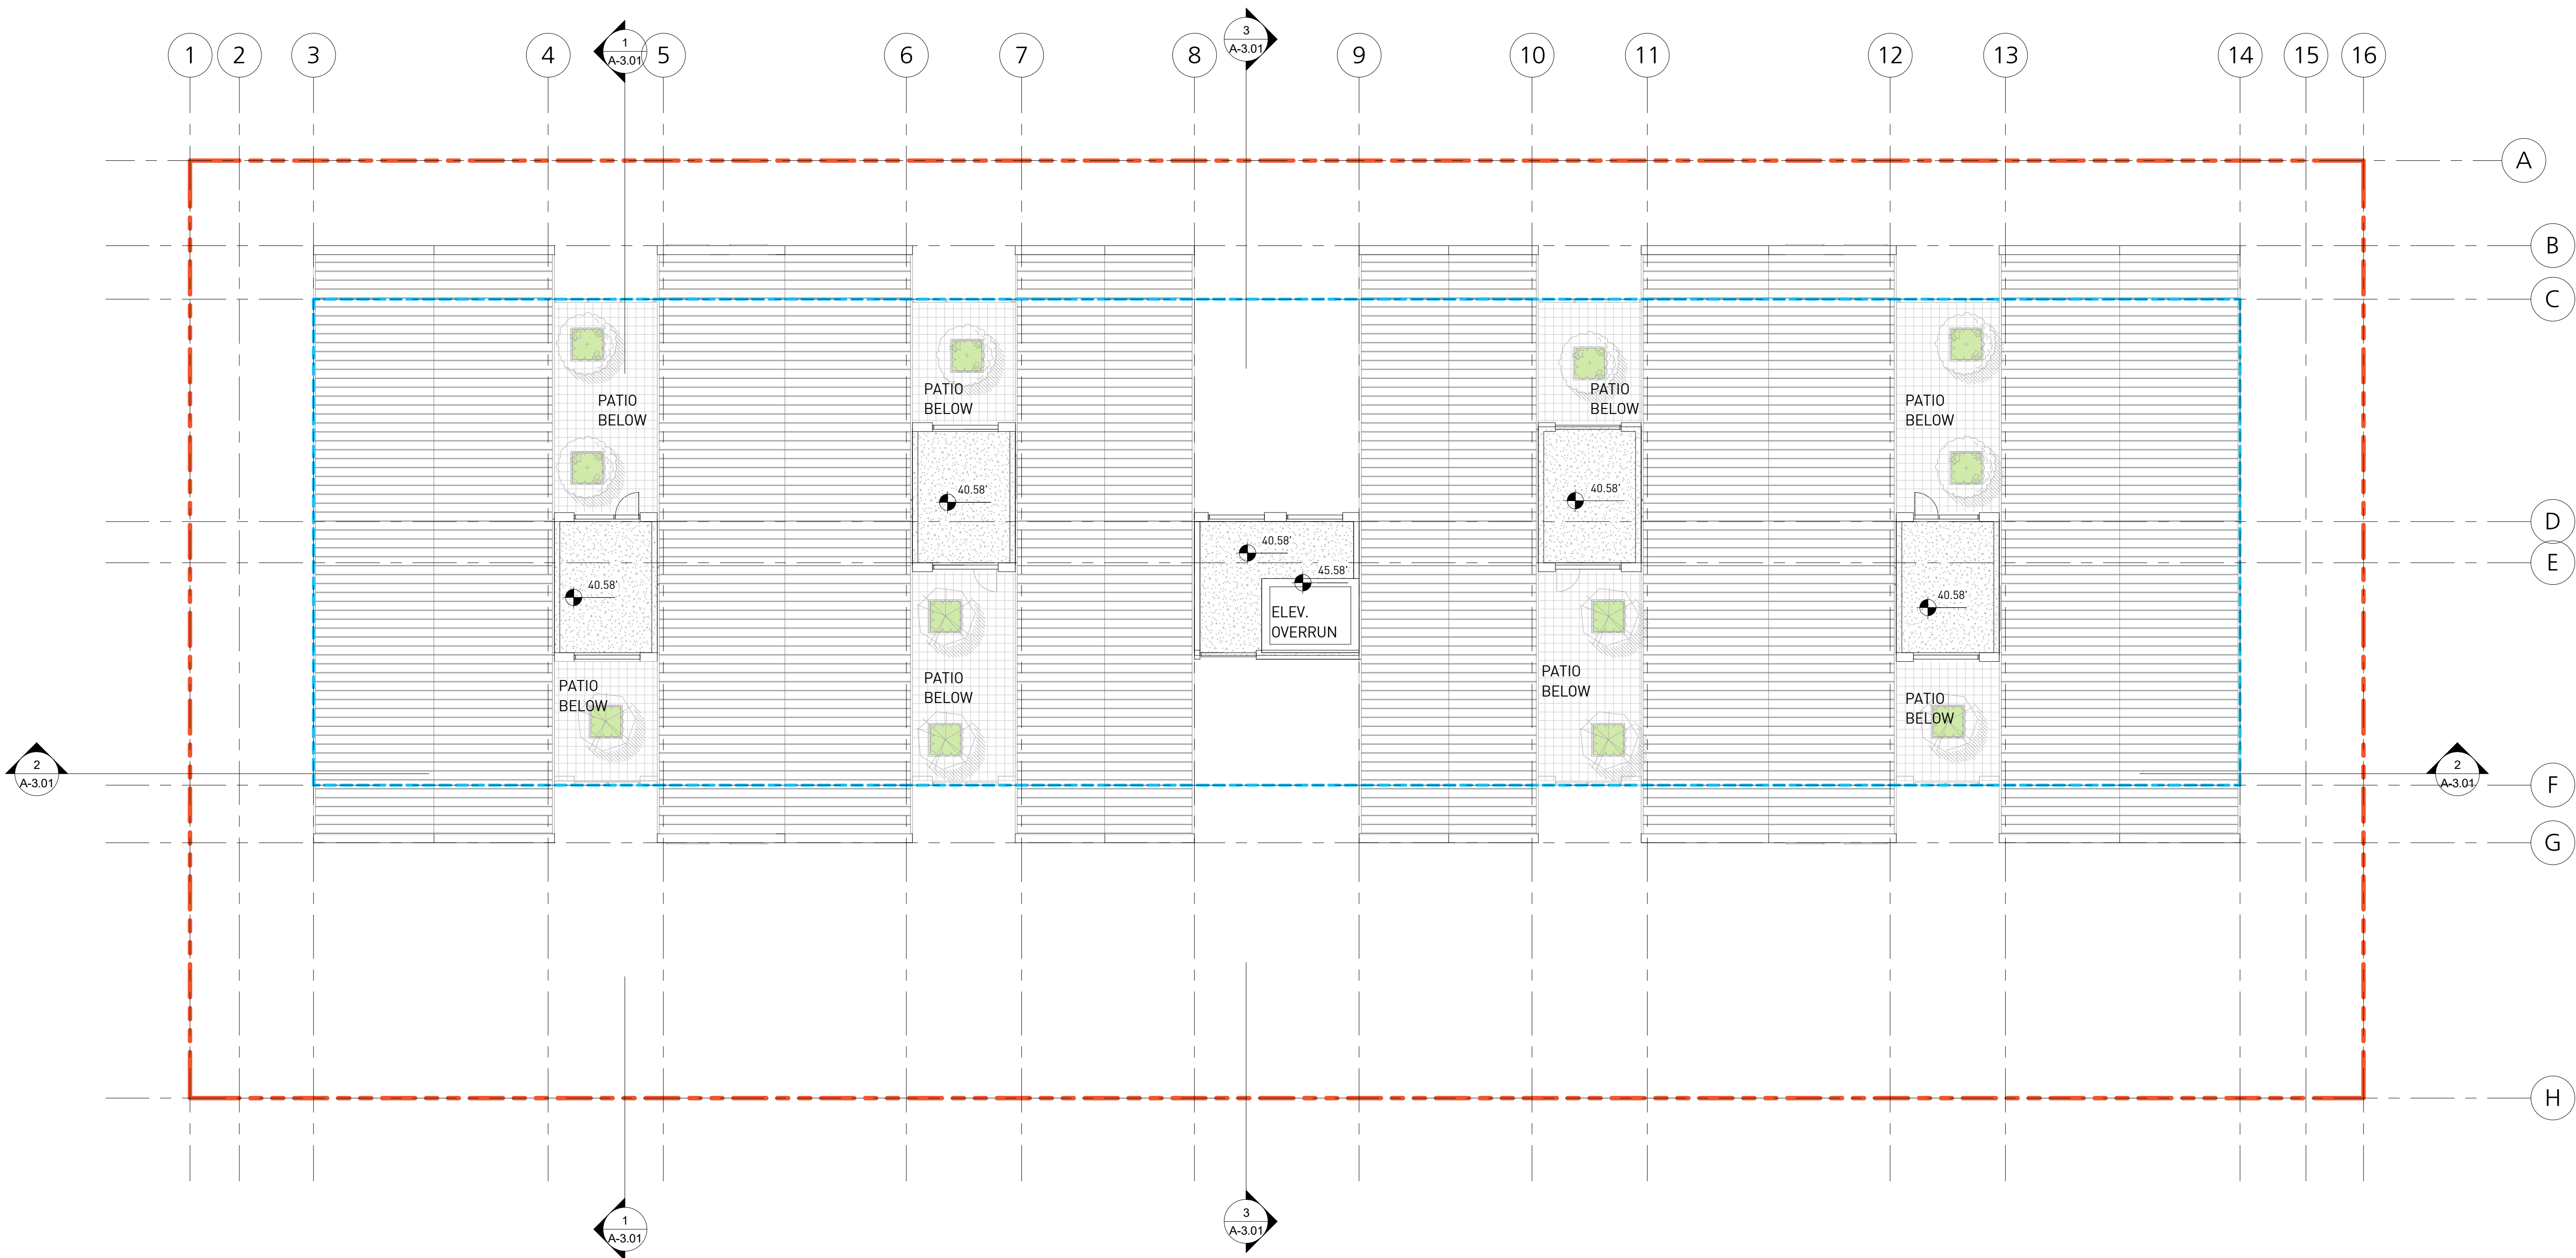 3
A-3.01
1
A-3.01
1
2
3
4
5
6
7
8
9
10
11
12
13
14
15
16
A
B
C
PATIO
BELOW
PATIO
BELOW
PATIO
BELOW
PATIO
BELOW
40.58'
40.58'
D
40.58'
E
45.58'
40.58'
40.58'
ELEV.
OVERRUN
PATIO
BELOW
PATIO
BELOW
PATIO
BELOW
PATIO
BELOW
2
A-3.01
2
A-3.01
F
G
H
3
A-3.01
1
A-3.01